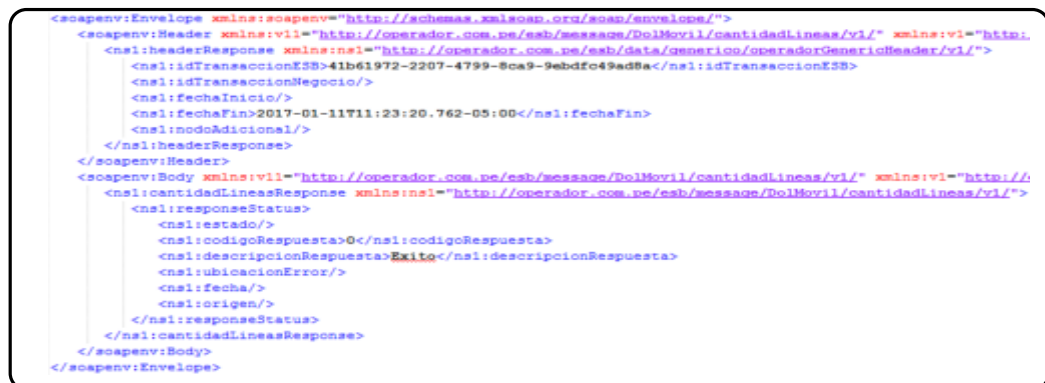 <soapenv:Envelope xmlns:soapenv="http://schemas.xmlsoap.org/soap/envelope/">
<soapenv:Header xmlns:v11="http://operador.com.pe/esb/message/DolMovil/cantidadLineas/v1/" xmlns:v1="http:
<ns1:headerResponse xmlns:ns1="http://operador.com.pe/esb/data/generico/operadorGenericHeader/v1/">
<ns1:idTransaccionESB>41b61972-2207-4799-8ca9-9ebdfc49ad8a</ns1:idTransaccionESB>
<ns1:idTransaccionNegocio/>
<ns1:fechaInicio/>
<ns1:fechaFin>2017-01-11T11:23:20.762-05:00</ns1:fechaFin>
<ns1:nodoAdicional/>
</ns1:headerResponse>
</soapenv:Header>
<soapenv:Body xmlns:v11="http://operador.com.pe/esb/message/DolMovil/cantidadLineas/v1/" xmlns:v1="http://
<ns1:cantidadLineasResponse xmlns:ns1="http://operador.com.pe/esb/message/DolMovil/cantidadLineas/v1/">
<ns1:responseStatus>
<ns1:estado/>
<ns1:codigoRespuesta>0</ns1:codigoRespuesta>
<ns1:descripcionRespuesta>Exito</ns1:descripcionRespuesta>
<ns1:ubicacionError/>
<ns1:fecha/>
<ns1:origen/>
</ns1:responseStatus>
</ns1:cantidadLineasResponse>
</soapenv:Body>
</soapenv:Envelope>